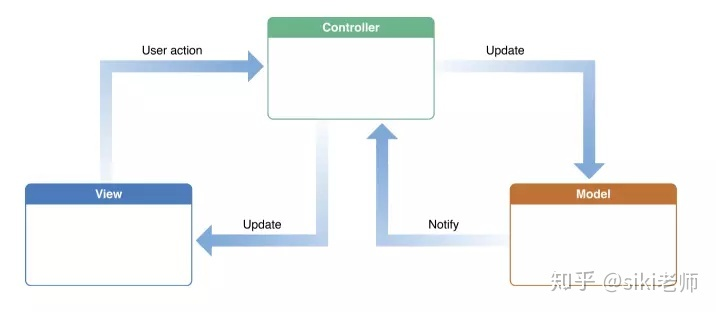 Controller
User action
Update
View
Model
Update
Notify
知乎 @siki老师